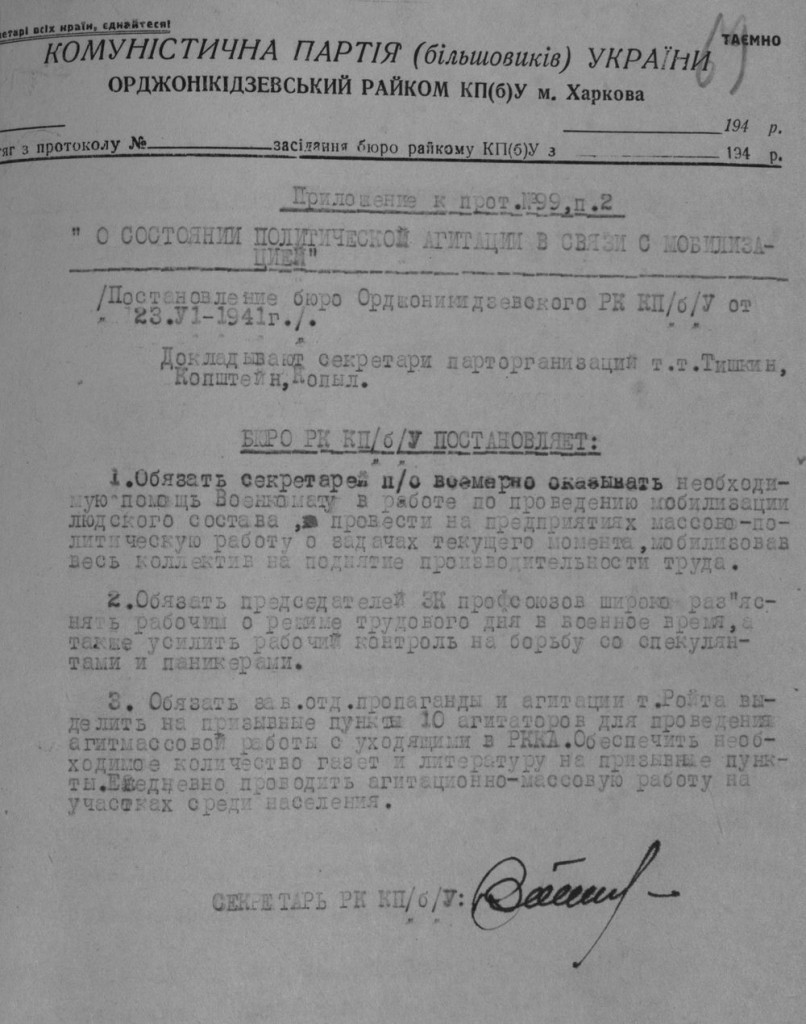 етарі всіх країн, єднайтеся!
ТАЄМНО
КОМУНІСТИЧНА ПАРТІЯ (більшовиків) УКРАЇНИ
ОРДЖОНІКІДЗЕВСЬКИЙ РАЙКОМ КП(б)У м. Харкова
194 р.
яг з протоколу № засідання бюро райкому КП(б)У з 194 р.
Приложение к прот.№99,п.2
" О СОСТОЯНИИ ПОЛИТИЧЕСКОЙ АГИТАЦИИ В СВЯЗИ С МОБИЛИЗА-
ЦИЕЙ"
/Постановление бюро Орджоникидзевского РК КП/б/У от
23.У1-1941г./.
Докладывают секретари парторганизаций т.т.Тишкин,
Копштейн,Копыл.
БЮРО РК КП/б/У ПОСТАНОВЛЯЕТ:
1.Обязать секретарей п/о всемерно оказывать необходи-
мую помощь Военкомату в работе по проведению мобилизации
людского состава , провести на предприятиях массово-по-
литическую работу о задачах текущего момента,мобилизовав
весь коллектив на поднятие производительности труда.
2.Обязать председателей ЗК профсоюзов широко раз"яс-
нять рабочим о режиме трудового дня в военное время,а
также усилить рабочий контроль на борьбу со спекулян-
тами и паникерами.
3. Обязать зав.отд.пропаганды и агитации т.Ройта вы-
делить на призывные пункты 10 агитаторов для проведения
агитмассовой работы с уходящими в РККА.Обеспечить необ-
ходимое количество газет и литературу на призывные пунк-
ты.Ежедневно проводить агитационно-массовую работу на
участках среди населения.
СЕКРЕТАРЬ РК КП/б/У: